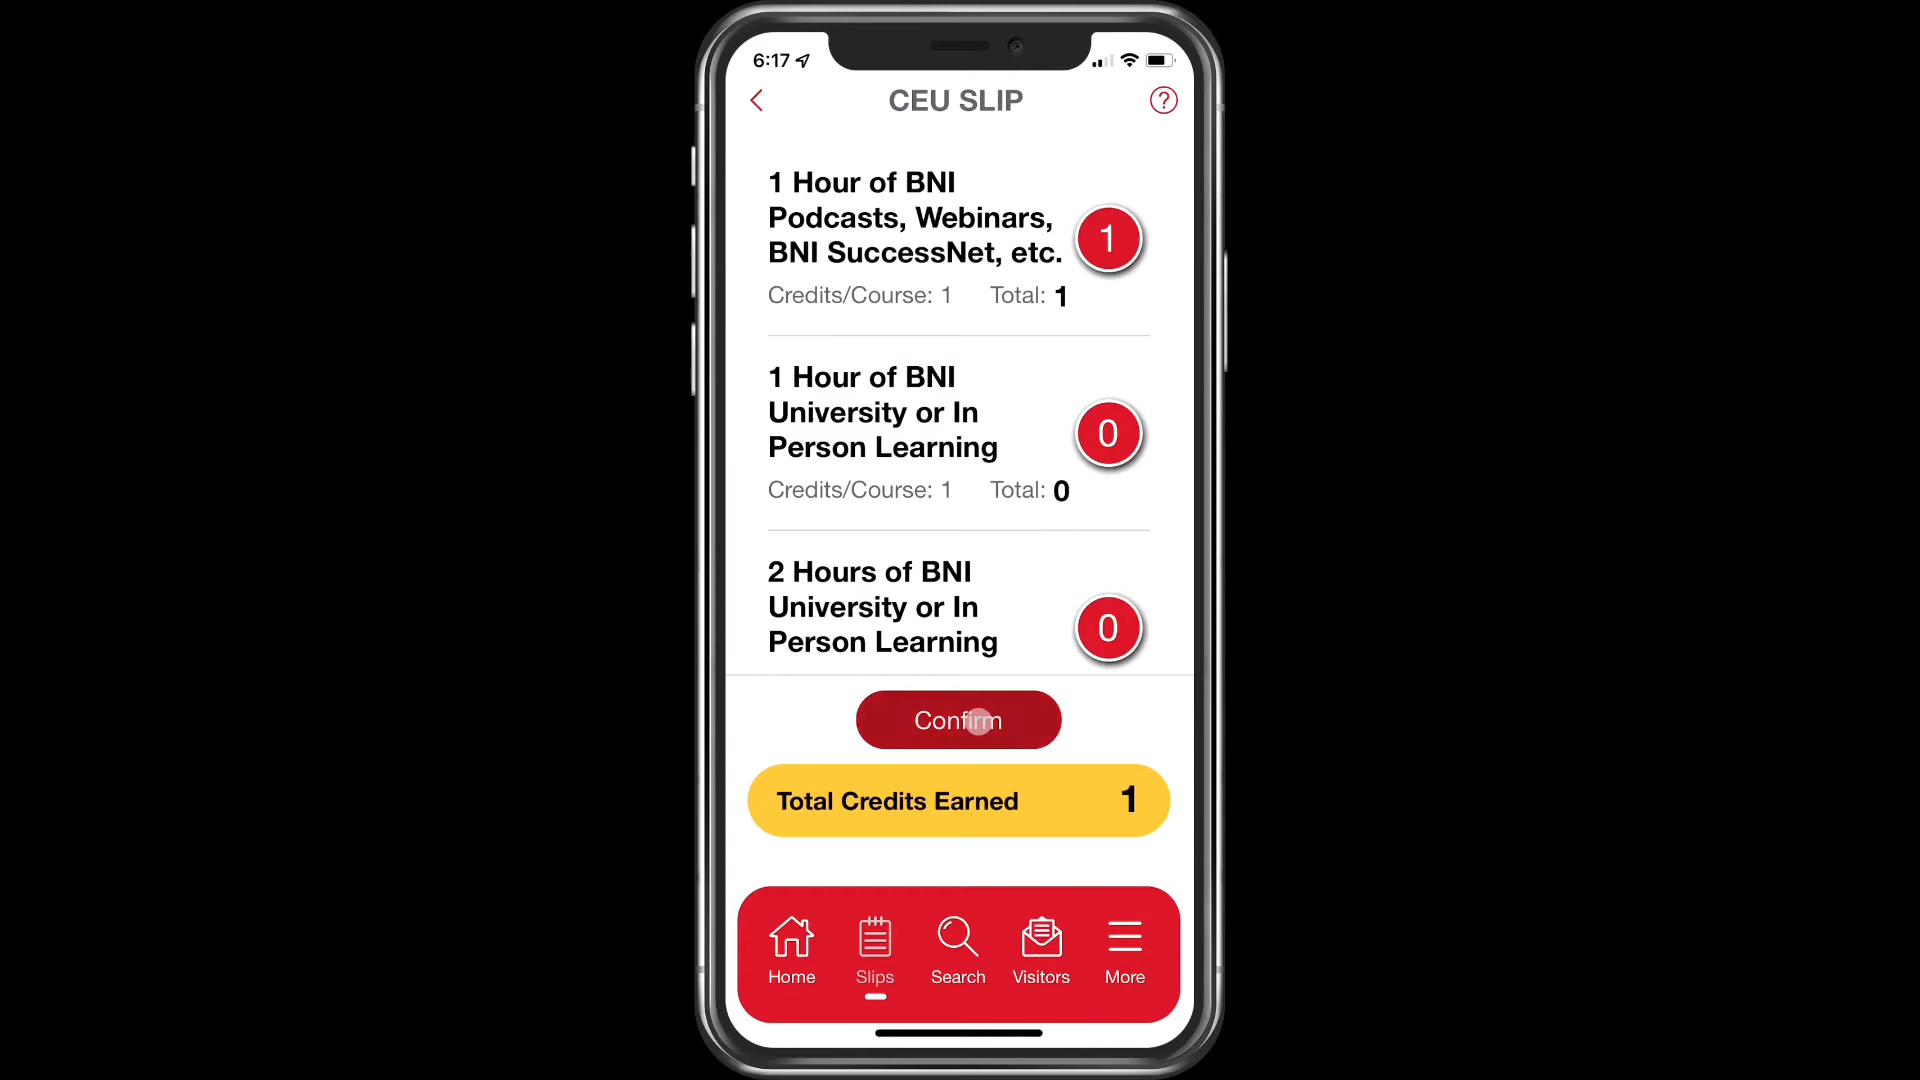 6:17
CEU SLIP
?
1 Hour of BNI
Podcasts, Webinars,
BNI SuccessNet, etc.
1
Credits/Course: 1 Total: 1
1 Hour of BNI
University or In
Person Learning
0
Credits/Course: 1 Total: 0
2 Hours of BNI
University or In
Person Learning
0
Confirm
Total Credits Earned 1
Home Slips Search Visitors More